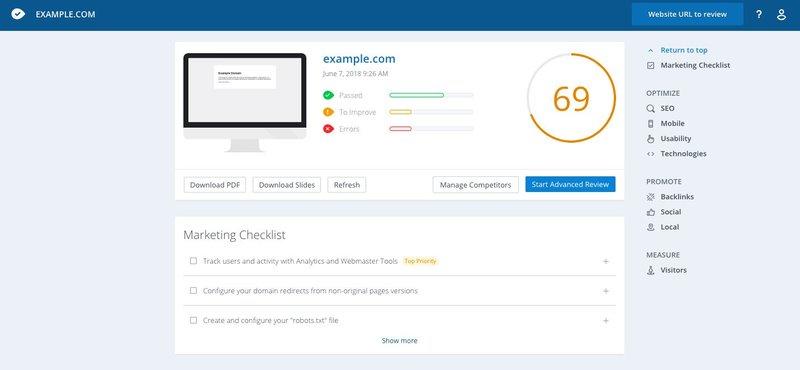 EXAMPLE.COM
Website URL to review
?
Example Domain
example.com
June 7, 2018 9:26 AM
Passed
To Improve
Errors
69
Download PDF
Download Slides
Refresh
Manage Competitors
Start Advanced Review
Marketing Checklist
Track users and activity with Analytics and Webmaster Tools Top Priority
Configure your domain redirects from non-original pages versions
Create and configure your "robots.txt" file
Show more
Return to top
Marketing Checklist
OPTIMIZE
SEO
Mobile
Usability
Technologies
PROMOTE
Backlinks
Social
Local
MEASURE
Visitors